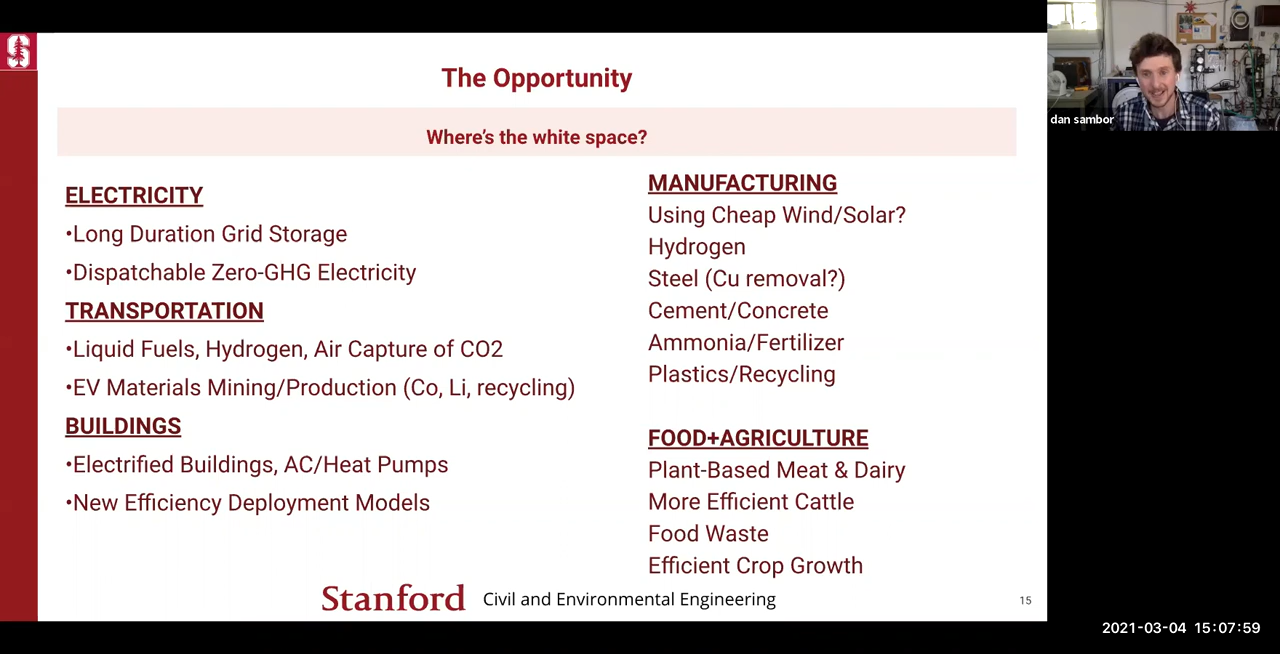 The Opportunity
Where's the white space?
ELECTRICITY
•Long Duration Grid Storage
•Dispatchable Zero-GHG Electricity
TRANSPORTATION
•Liquid Fuels, Hydrogen, Air Capture of CO2
•EV Materials Mining/Production (Co, Li, recycling)
BUILDINGS
•Electrified Buildings, AC/Heat Pumps
•New Efficiency Deployment Models
MANUFACTURING
Using Cheap Wind/Solar?
Hydrogen
Steel (Cu removal?)
Cement/Concrete
Ammonia/Fertilizer
Plastics/Recycling
FOOD+AGRICULTURE
Plant-Based Meat & Dairy
More Efficient Cattle
Food Waste
Efficient Crop Growth
Stanford Civil and Environmental Engineering
15
dan sambor
2021-03-04 15:07:59